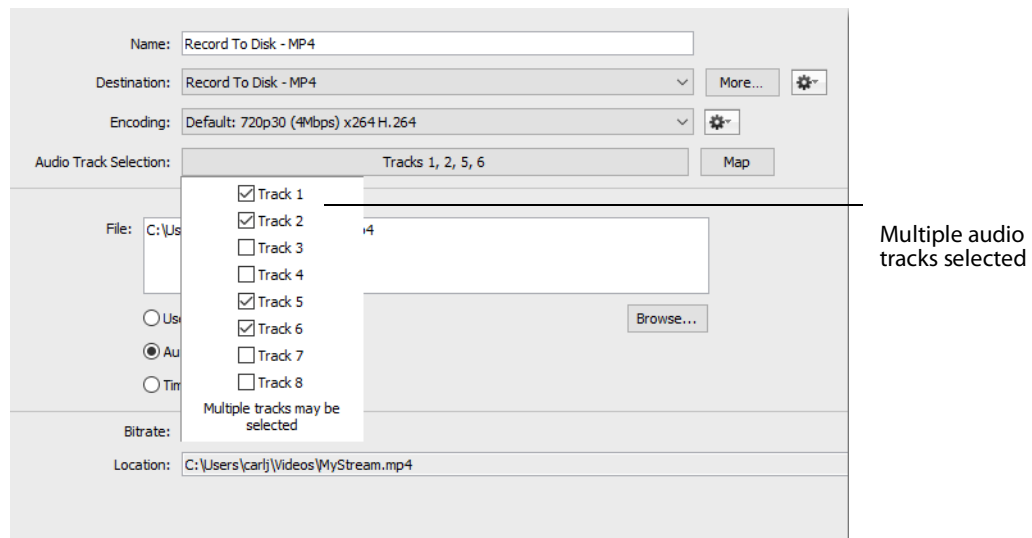 Name: Record To Disk - MP4
Destination: Record To Disk - MP4 More...
Encoding: Default: 720p30 (4Mbps) x264 H.264
Audio Track Selection: Tracks 1, 2, 5, 6 Map
Track 1
File: C:\Us Track 2 p4
Track 3
Track 4
Track 5
Track 6
Track 7
Track 8
Multiple tracks may be
selected
Browse...
Bitrate:
Location: C:\Users\carlj\Videos\MyStream.mp4
Multiple audio
tracks selected